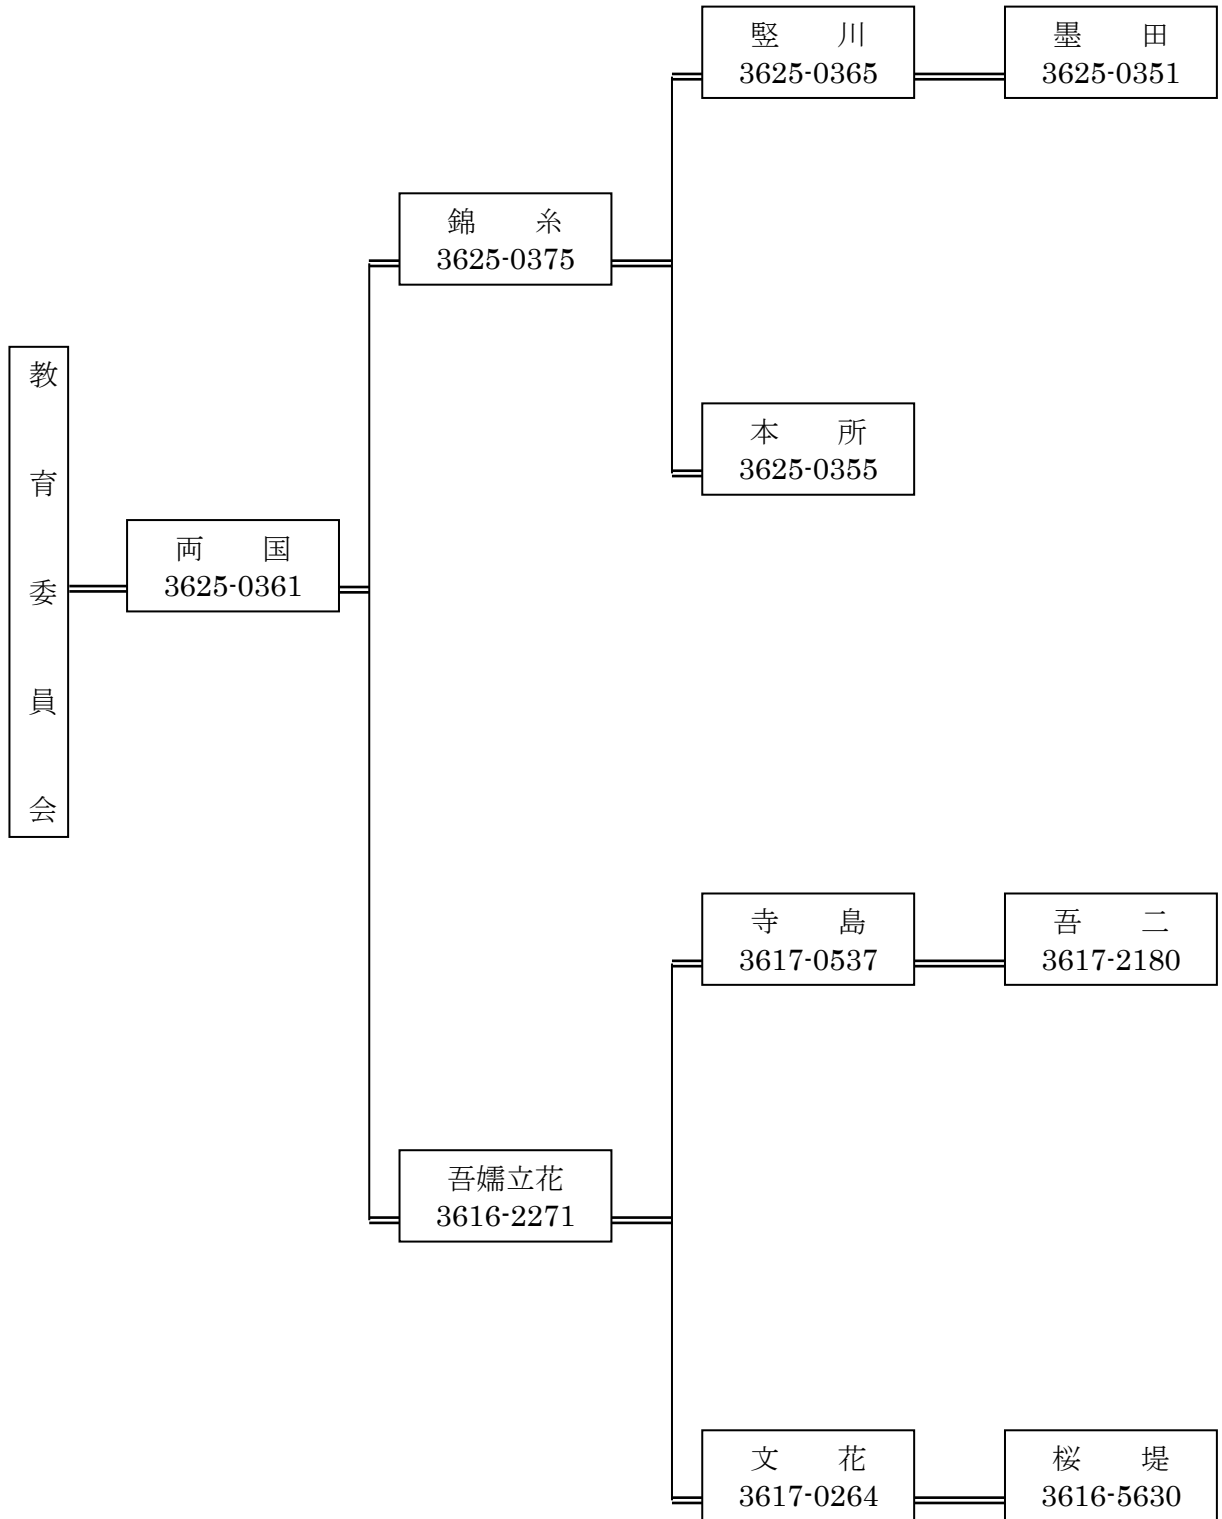 教育委員会
両　国
3625-0361
錦　糸
3625-0375
竪　川
3625-0365
墨　田
3625-0351
本　所
3625-0355
吾嬬立花
3616-2271
寺　島
3617-0537
吾　二
3617-2180
文　花
3617-0264
桜　堤
3616-5630